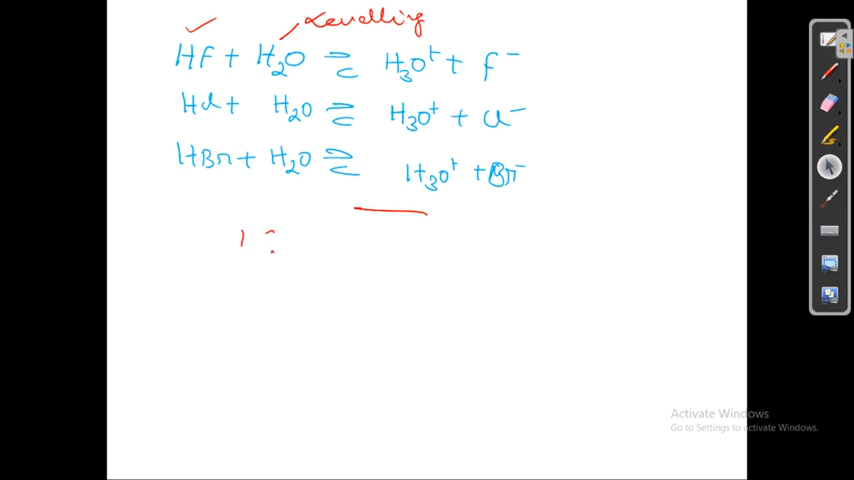 Levelling
HF + H₂O ⇌ H₃O⁺ + F⁻
HCl + H₂O ⇌ H₃O⁺ + Cl⁻
HBr + H₂O ⇌ H₃O⁺ + Br⁻
Activate Windows
Go to Settings to activate Windows.